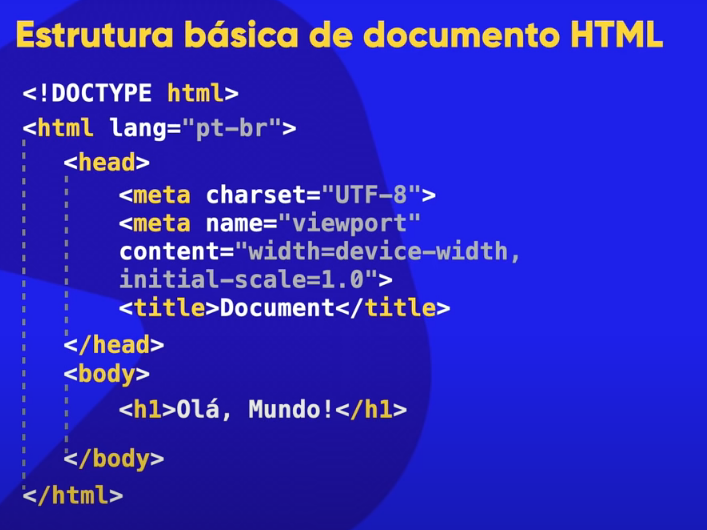 Estrutura básica de documento HTML
<!DOCTYPE html>
<html lang="pt-br">
<head>
<meta charset="UTF-8">
<meta name="viewport"
content="width=device-width,
initial-scale=1.0">
<title>Document</title>
</head>
<body>
<h1>Olá, Mundo!</h1>
</body>
</html>